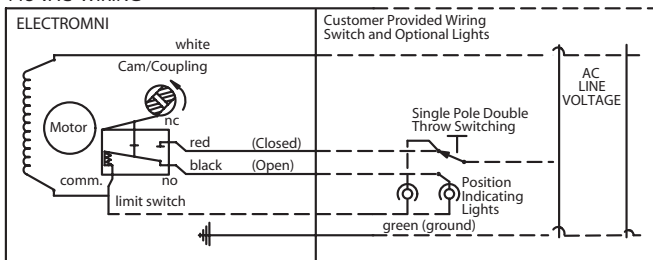 ELECTROMNI
Customer Provided Wiring
Switch and Optional Lights
white
Cam/Coupling
AC
LINE
VOLTAGE
nc
Motor
Single Pole Double
Throw Switching
red (Closed)
black (Open)
comm.
no
Position
Indicating
Lights
limit switch
green (ground)